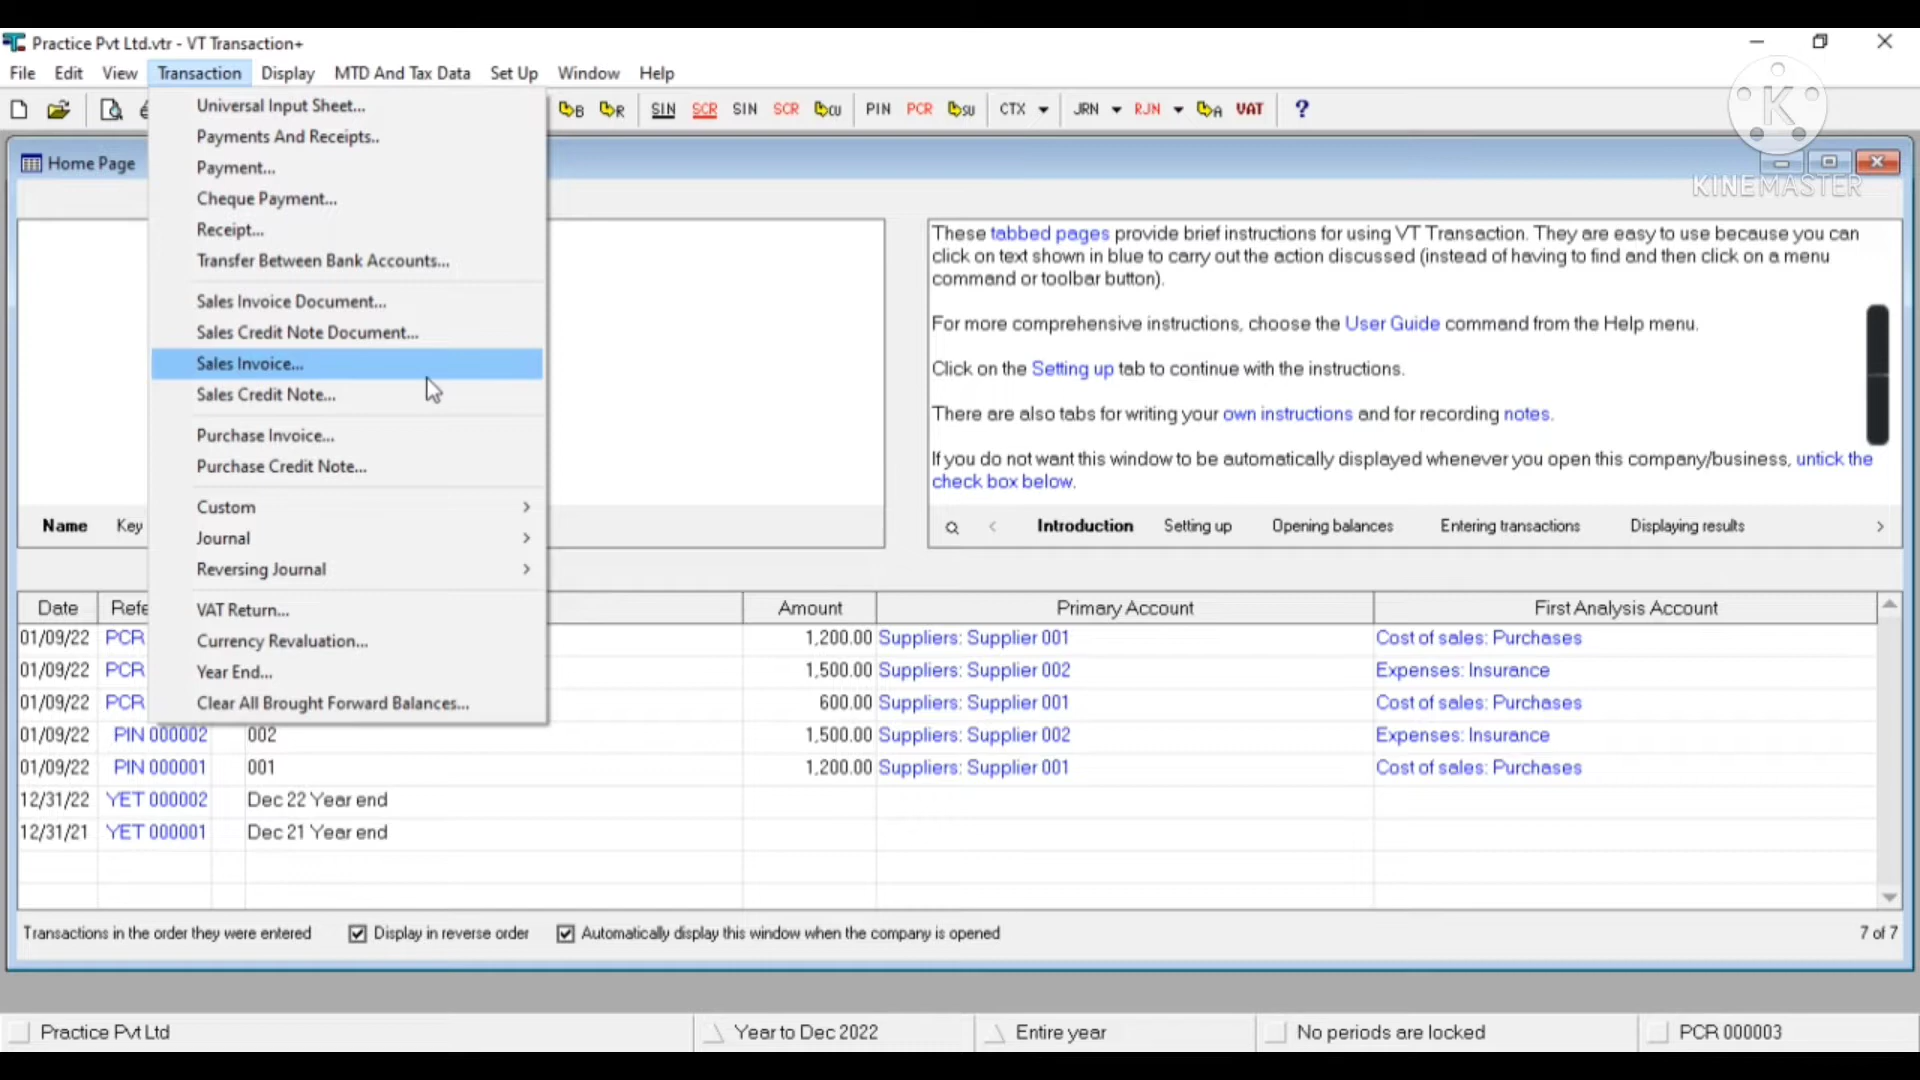 Practice Pvt Ltd.vtr - VT Transaction+
File Edit View Transaction Display MTD And Tax Data Set Up Window Help
B R SIN SCR SIN SCR CU PIN PCR SU CTX JRN RJN A VAT ?
K
KINEMASTER
Home Page
Universal Input Sheet...
Payments And Receipts..
Payment...
Cheque Payment...
Receipt...
Transfer Between Bank Accounts...
Sales Invoice Document...
Sales Credit Note Document...
Sales Invoice...
Sales Credit Note...
Purchase Invoice...
Purchase Credit Note...
Custom
Journal
Reversing Journal
VAT Return...
Currency Revaluation...
Year End...
Clear All Brought Forward Balances...
These tabbed pages provide brief instructions for using VT Transaction. They are easy to use because you can
click on text shown in blue to carry out the action discussed (instead of having to find and then click on a menu
command or toolbar button).
For more comprehensive instructions, choose the User Guide command from the Help menu.
Click on the Setting up tab to continue with the instructions.
There are also tabs for writing your own instructions and for recording notes.
If you do not want this window to be automatically displayed whenever you open this company/business, untick the
check box below.
Name Key
Introduction Setting up Opening balances Entering transactions Displaying results
Date Refe Amount Primary Account First Analysis Account
01/09/22 PCR 1,200.00 Suppliers: Supplier 001 Cost of sales: Purchases
01/09/22 PCR 1,500.00 Suppliers: Supplier 002 Expenses: Insurance
01/09/22 PCR 600.00 Suppliers: Supplier 001 Cost of sales: Purchases
01/09/22 PIN 000002 002 1,500.00 Suppliers: Supplier 002 Expenses: Insurance
01/09/22 PIN 000001 001 1,200.00 Suppliers: Supplier 001 Cost of sales: Purchases
12/31/22 YET 000002 Dec 22 Year end
12/31/21 YET 000001 Dec 21 Year end
Transactions in the order they were entered Display in reverse order Automatically display this window when the company is opened 7 of 7
Practice Pvt Ltd Year to Dec 2022 Entire year No periods are locked PCR 000003